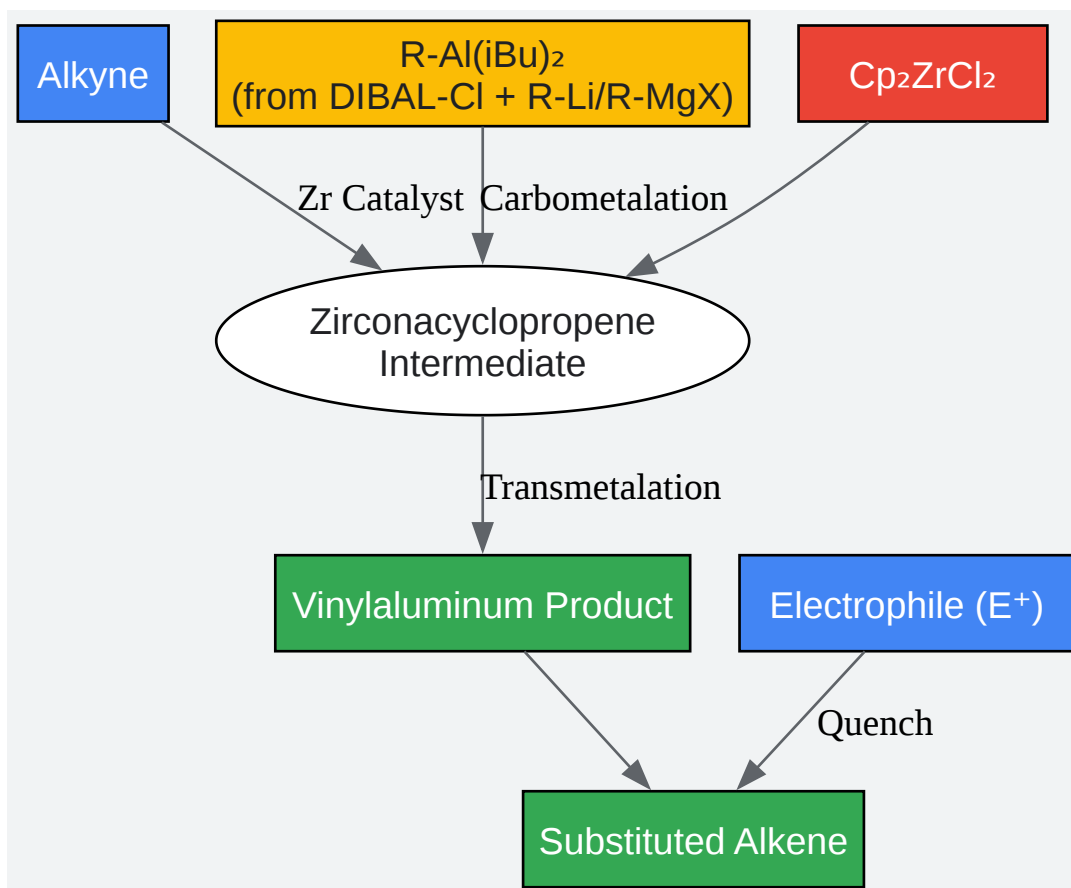 Alkyne
R-Al(iBu)₂
(from DIBAL-Cl + R-Li/R-MgX)
Cp₂ZrCl₂
Zr Catalyst
Carbometalation
Zirconacyclopropene
Intermediate
Transmetalation
Vinylaluminum Product
Electrophile (E⁺)
Quench
Substituted Alkene